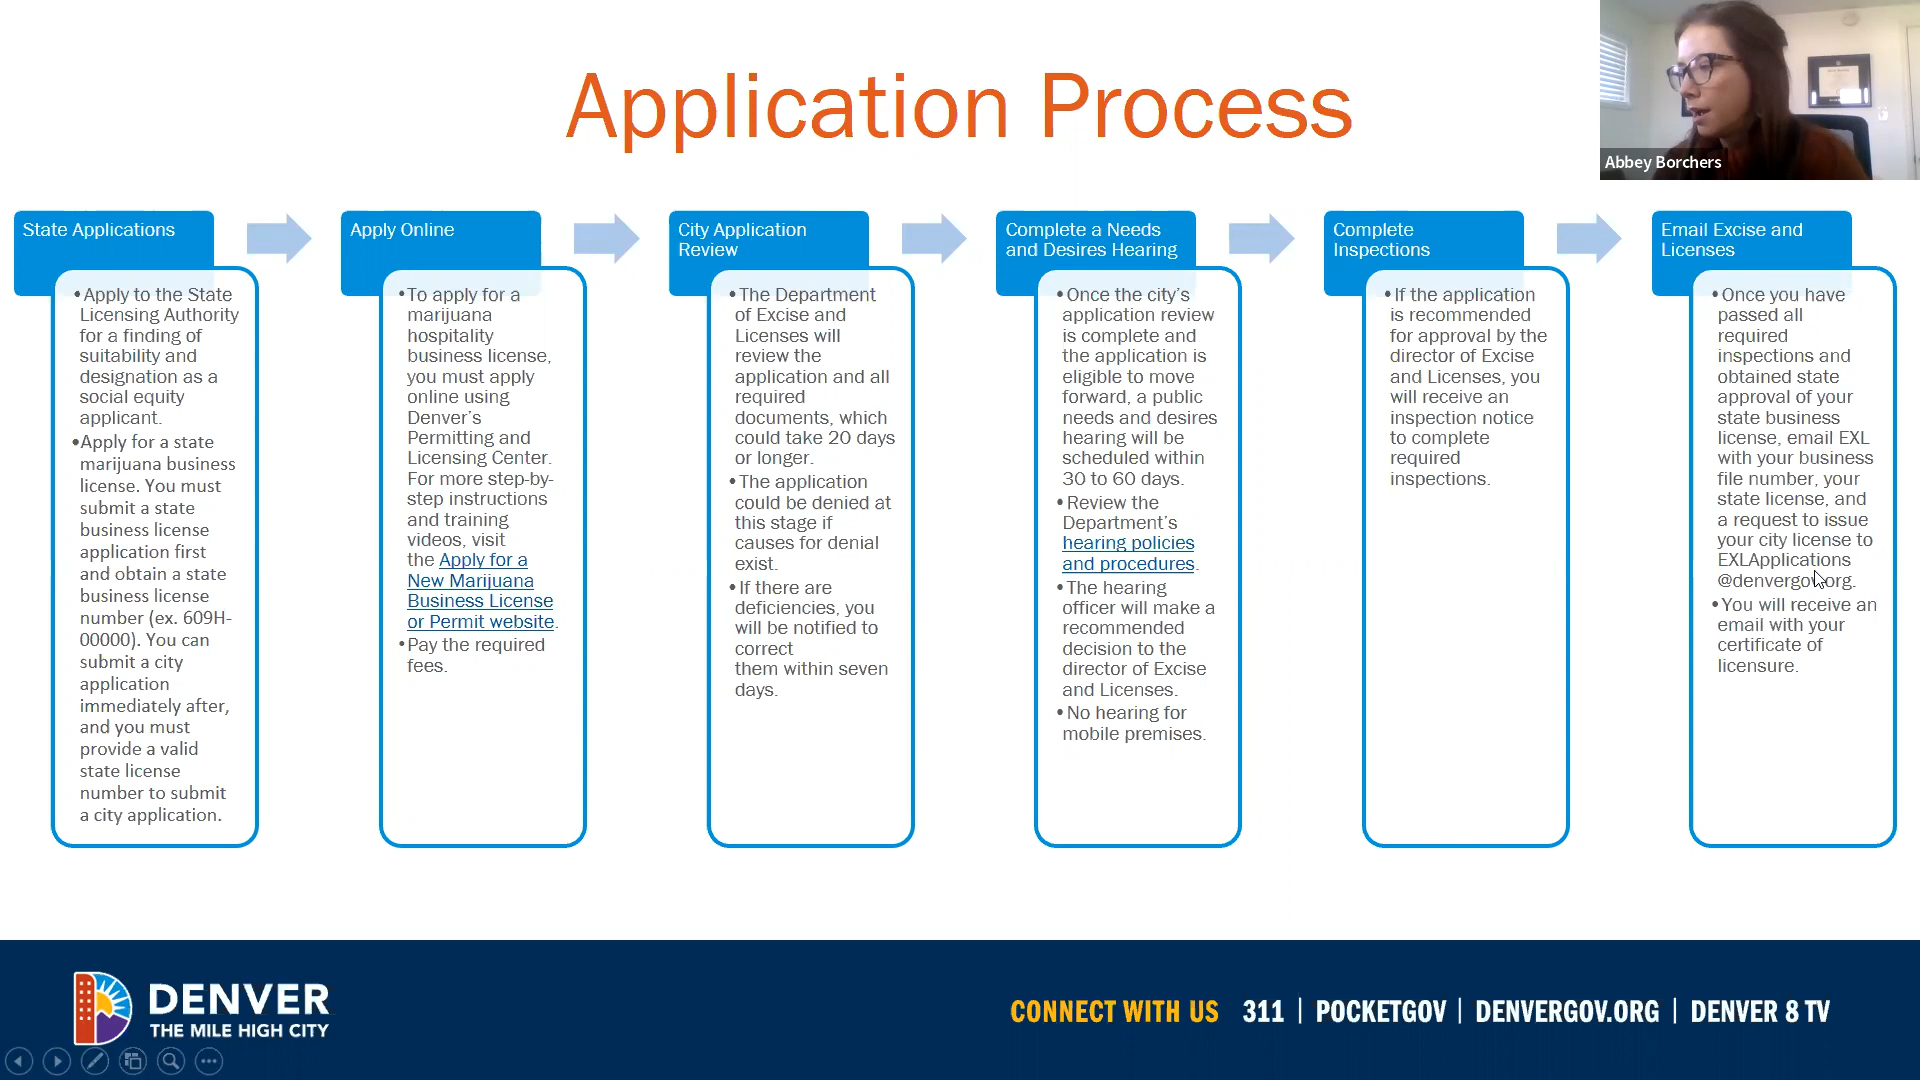 Application Process
Abbey Borchers
State Applications
•Apply to the State
Licensing Authority
for a finding of
suitability and
designation as a
social equity
applicant.
•Apply for a state
marijuana business
license. You must
submit a state
business license
application first
and obtain a state
business license
number (ex. 609H-
00000). You can
submit a city
application
immediately after,
and you must
provide a valid
state license
number to submit
a city application.
Apply Online
•To apply for a
marijuana
hospitality
business license,
you must apply
online using
Denver’s
Permitting and
Licensing Center.
For more step-by-
step instructions
and training
videos, visit
the Apply for a
New Marijuana
Business License
or Permit website.
•Pay the required
fees.
City Application
Review
•The Department
of Excise and
Licenses will
review the
application and all
required
documents, which
could take 20 days
or longer.
•The application
could be denied at
this stage if
causes for denial
exist.
•If there are
deficiencies, you
will be notified to
correct
them within seven
days.
Complete a Needs
and Desires Hearing
•Once the city’s
application review
is complete and
the application is
eligible to move
forward, a public
needs and desires
hearing will be
scheduled within
30 to 60 days.
•Review the
Department’s
hearing policies
and procedures.
•The hearing
officer will make a
recommended
decision to the
director of Excise
and Licenses.
•No hearing for
mobile premises.
Complete
Inspections
•If the application
is recommended
for approval by the
director of Excise
and Licenses, you
will receive an
inspection notice
to complete
required
inspections.
Email Excise and
Licenses
•Once you have
passed all
required
inspections and
obtained state
approval of your
state business
license, email EXL
with your business
file number, your
state license, and
a request to issue
your city license to
EXLApplications
@denvergov.org.
•You will receive an
email with your
certificate of
licensure.
DENVER
THE MILE HIGH CITY
CONNECT WITH US 311 | POCKETGOV | DENVERGOV.ORG | DENVER 8 TV